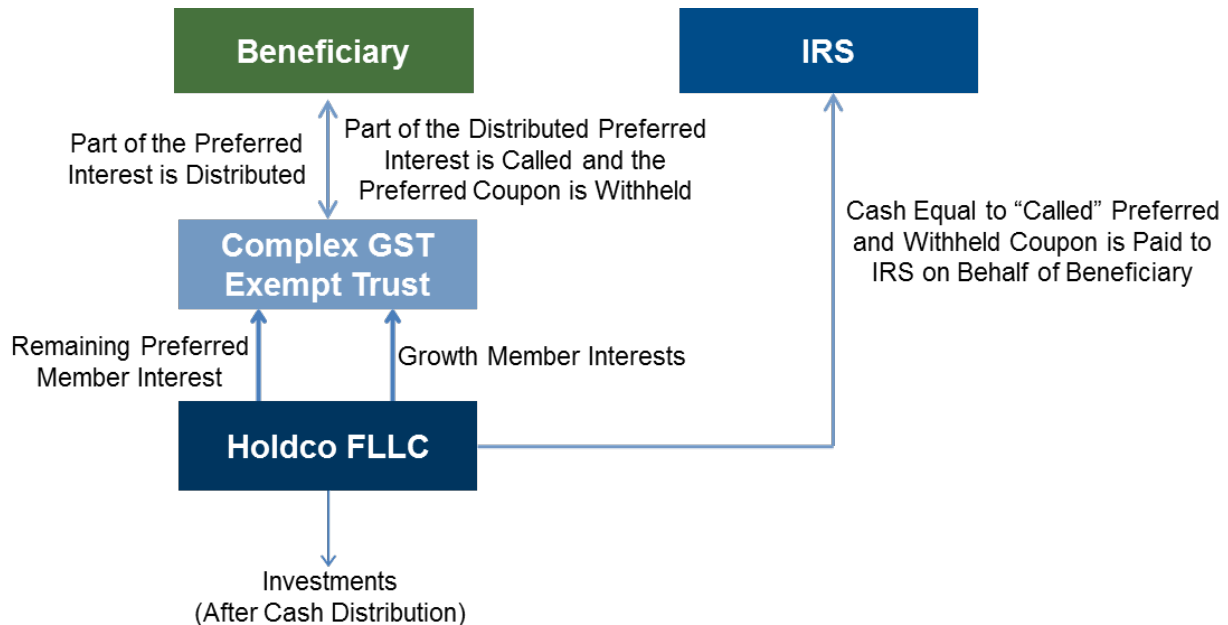 Beneficiary
IRS
Part of the Preferred
Interest is Distributed
Part of the Distributed Preferred
Interest is Called and the
Preferred Coupon is Withheld
Cash Equal to “Called” Preferred
and Withheld Coupon is Paid to
IRS on Behalf of Beneficiary
Complex GST
Exempt Trust
Remaining Preferred
Member Interest
Growth Member Interests
Holdco FLLC
Investments
(After Cash Distribution)